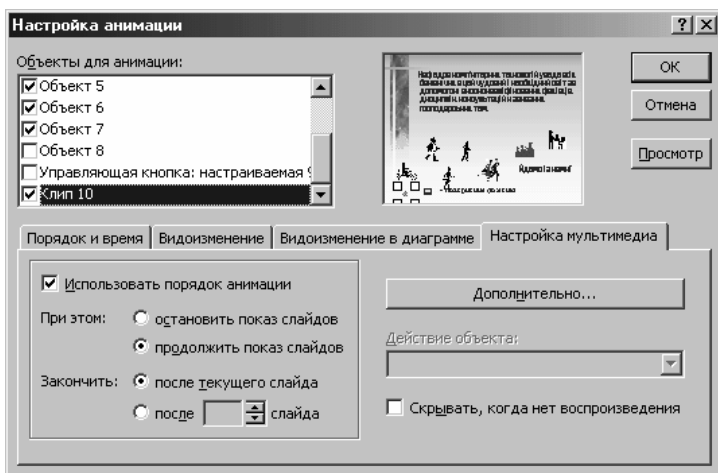 Настройка анимации
Объекты для анимации:
Объект 5
Объект 6
Объект 7
Объект 8
Управляющая кнопка: настраиваемая 9
Клип 10
ОК
Отмена
Просмотр
Порядок и время Видоизменение Видоизменение в диаграмме Настройка мультимедиа
Использовать порядок анимации
При этом: остановить показ слайдов
продолжить показ слайдов
Закончить: после текущего слайда
после слайда
Дополнительно...
Действие объекта:
Скрывать, когда нет воспроизведения